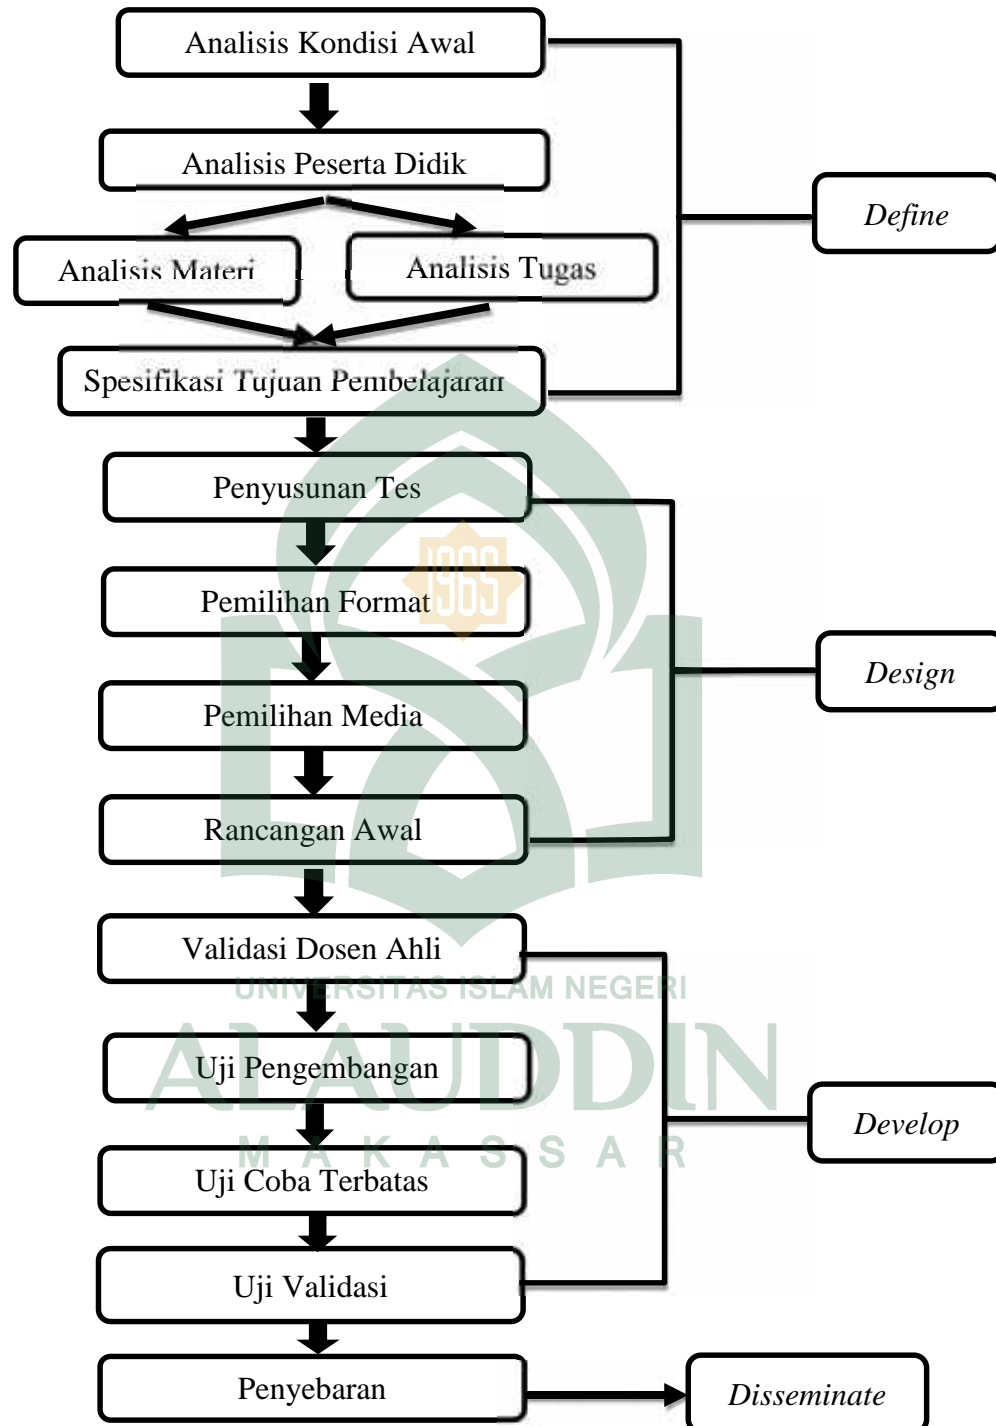 Analisis Kondisi Awal
Analisis Peserta Didik
Define
Analisis Materi
Analisis Tugas
Spesifikasi Tujuan Pembelajaran
Penyusunan Tes
1965
Pemilihan Format
Design
Pemilihan Media
Rancangan Awal
Validasi Dosen Ahli
UNIVERSITAS ISLAM NEGERI
ALAUDDIN
Uji Pengembangan
Develop
MAKASSAR
Uji Coba Terbatas
Uji Validasi
Penyebaran
Disseminate